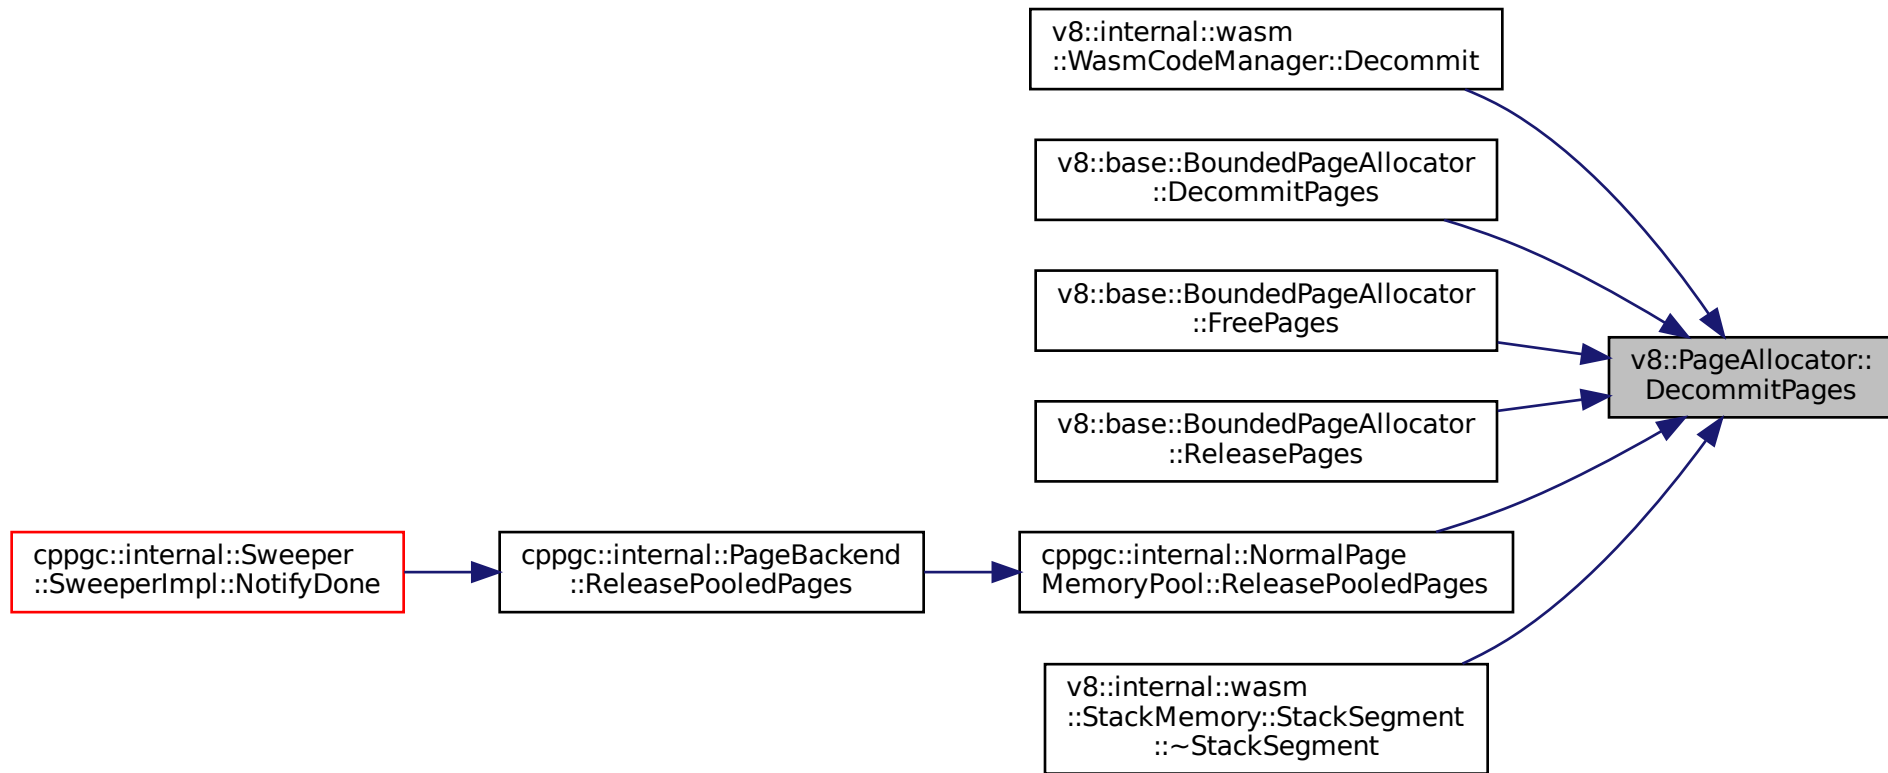 v8::internal::wasm
::WasmCodeManager::Decommit
v8::base::BoundedPageAllocator
::DecommitPages
v8::base::BoundedPageAllocator
::FreePages
v8::PageAllocator::
DecommitPages
v8::base::BoundedPageAllocator
::ReleasePages
cppgc::internal::Sweeper
::SweeperImpl::NotifyDone
cppgc::internal::PageBackend
::ReleasePooledPages
cppgc::internal::NormalPage
MemoryPool::ReleasePooledPages
v8::internal::wasm
::StackMemory::StackSegment
::~StackSegment